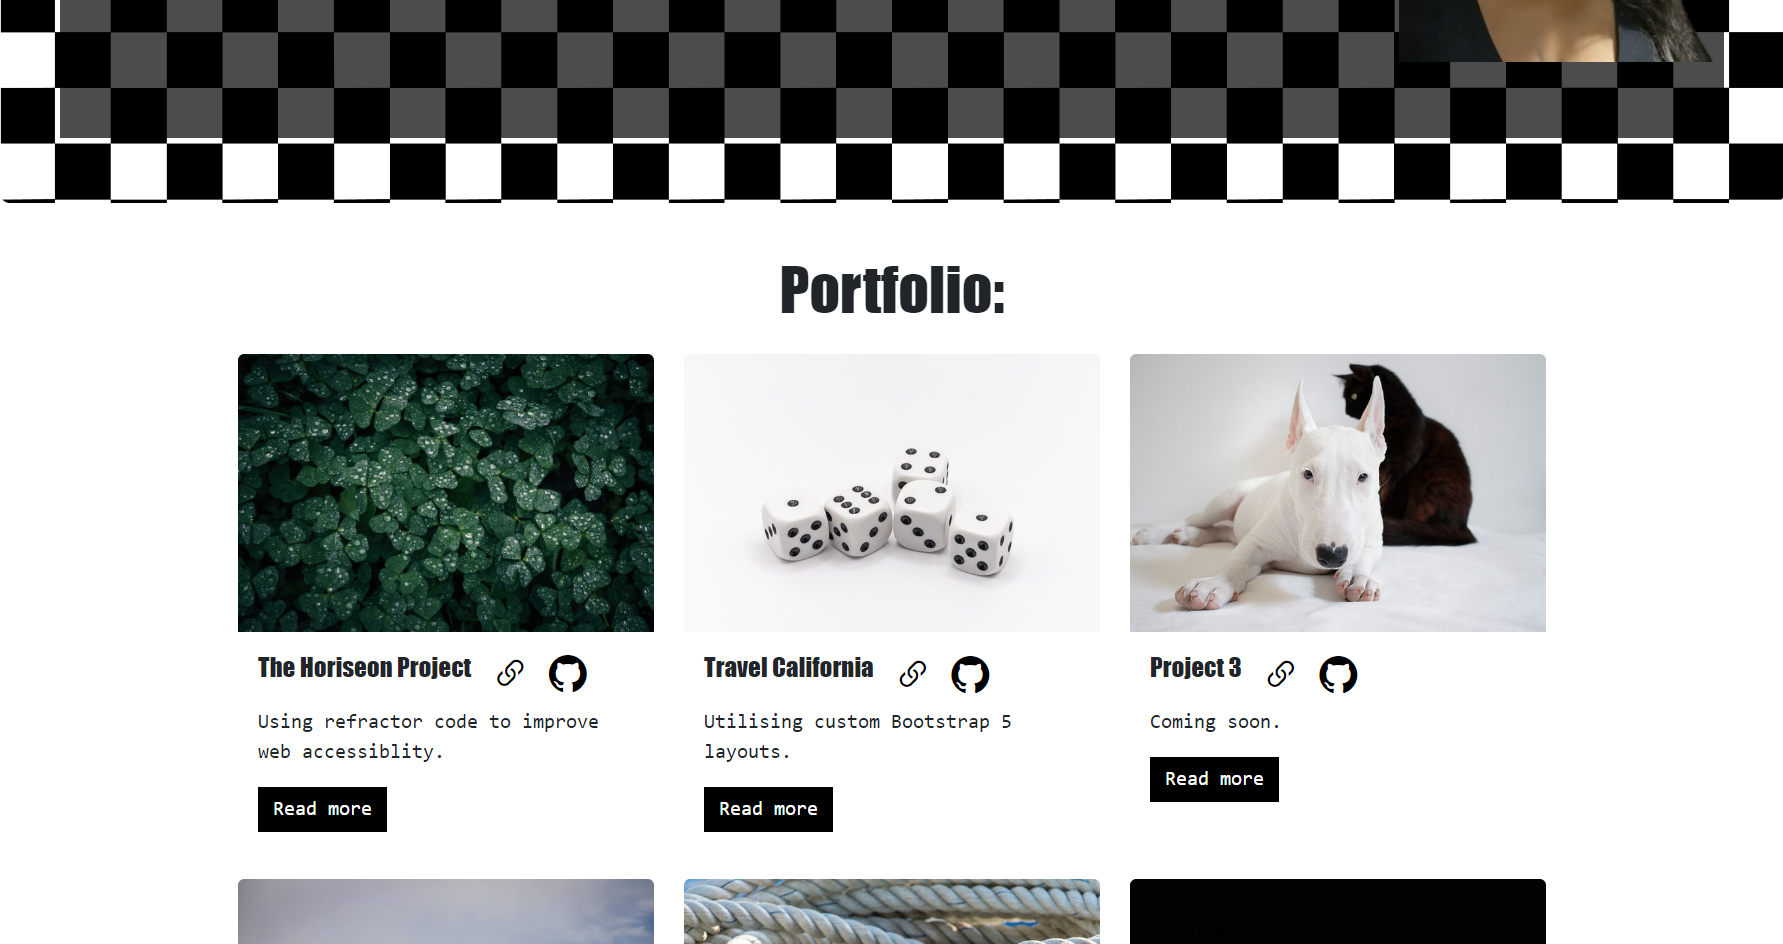 Portfolio:
The Horiseon Project
Using refractor code to improve
web accessiblity.
Read more
Travel California
Utilising custom Bootstrap 5
layouts.
Read more
Project 3
Coming soon.
Read more